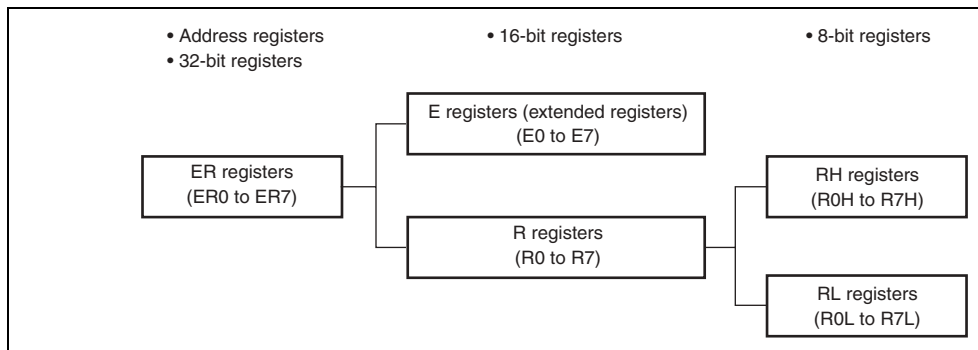 • Address registers
• 32-bit registers
• 16-bit registers
• 8-bit registers
E registers (extended registers)
(E0 to E7)
ER registers
(ER0 to ER7)
RH registers
(R0H to R7H)
R registers
(R0 to R7)
RL registers
(R0L to R7L)